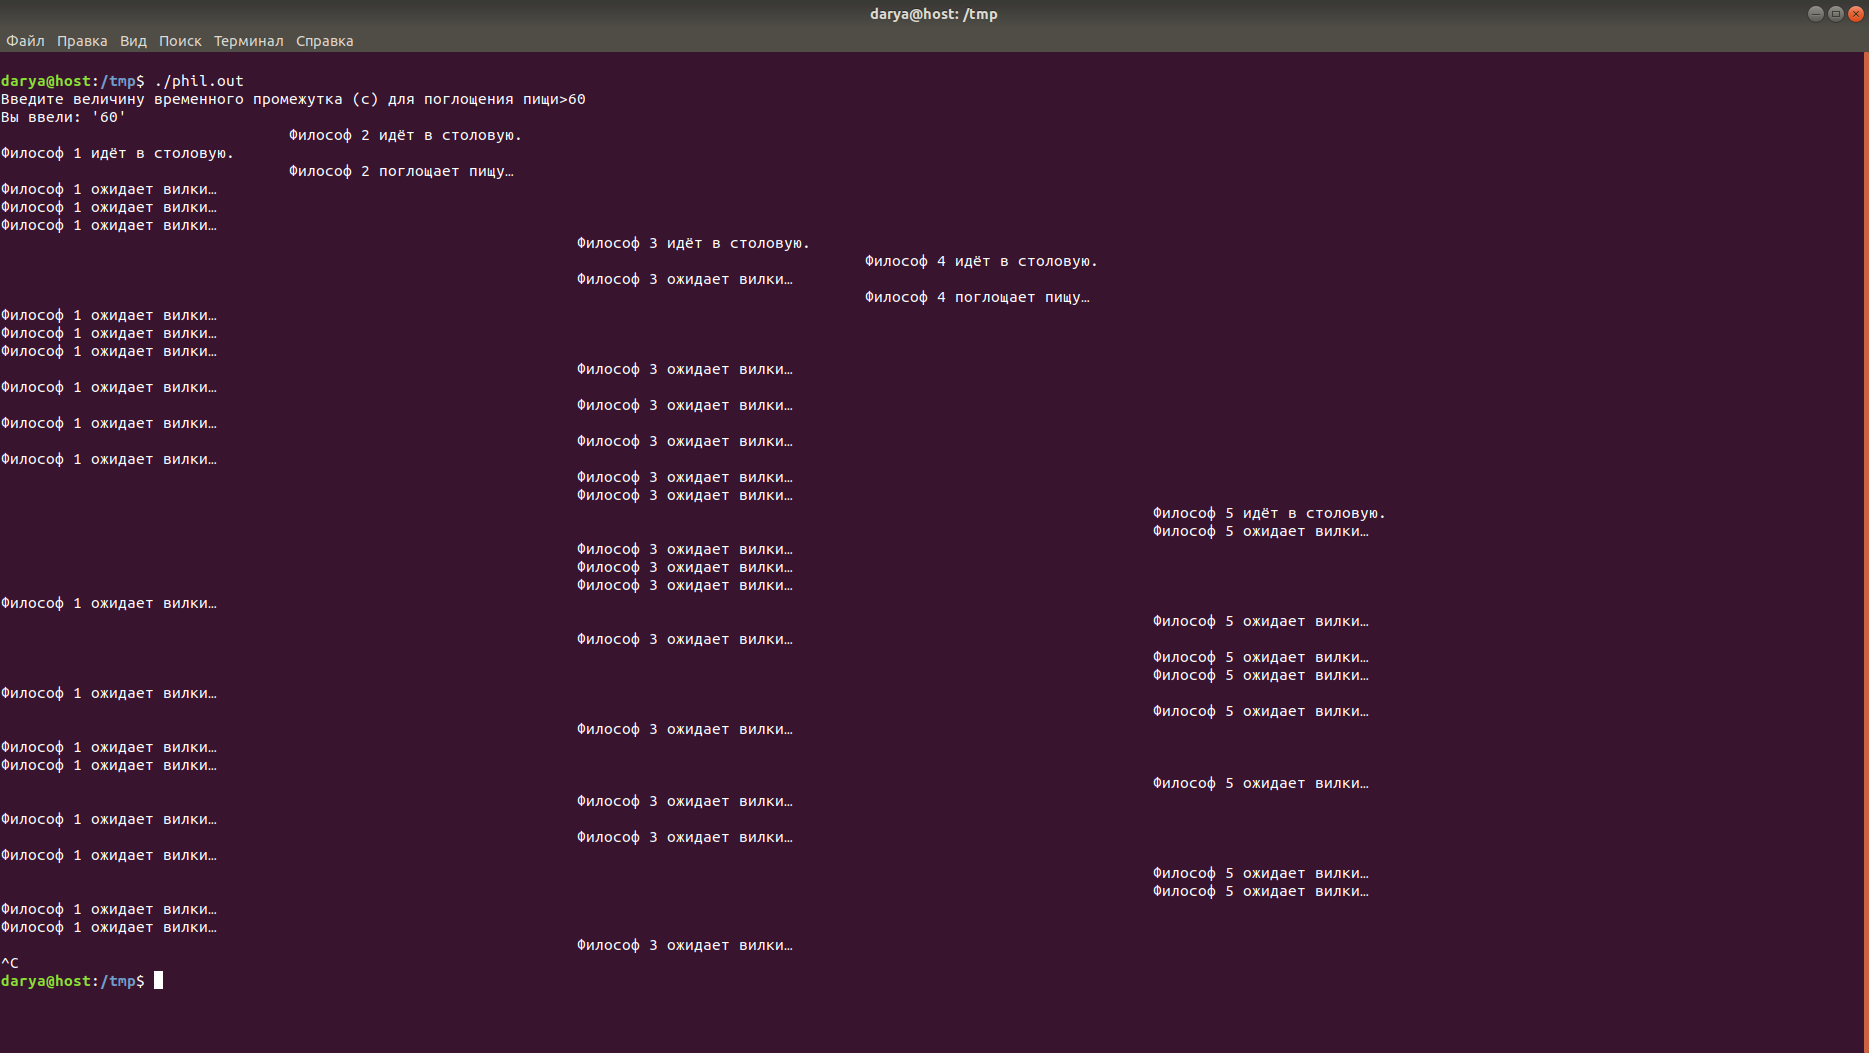 darya@host: /tmp
Файл Правка Вид Поиск Терминал Справка
darya@host:/tmp$ ./phil.out
Введите величину временного промежутка (с) для поглощения пищи>60
Вы ввели: '60'
Философ 2 идёт в столовую.
Философ 1 идёт в столовую.
Философ 2 поглощает пищу…
Философ 1 ожидает вилки…
Философ 1 ожидает вилки…
Философ 1 ожидает вилки…
Философ 3 идёт в столовую.
Философ 4 идёт в столовую.
Философ 3 ожидает вилки…
Философ 4 поглощает пищу…
Философ 1 ожидает вилки…
Философ 1 ожидает вилки…
Философ 1 ожидает вилки…
Философ 3 ожидает вилки…
Философ 1 ожидает вилки…
Философ 3 ожидает вилки…
Философ 1 ожидает вилки…
Философ 3 ожидает вилки…
Философ 1 ожидает вилки…
Философ 3 ожидает вилки…
Философ 3 ожидает вилки…
Философ 5 идёт в столовую.
Философ 5 ожидает вилки…
Философ 3 ожидает вилки…
Философ 3 ожидает вилки…
Философ 3 ожидает вилки…
Философ 1 ожидает вилки…
Философ 5 ожидает вилки…
Философ 3 ожидает вилки…
Философ 5 ожидает вилки…
Философ 5 ожидает вилки…
Философ 1 ожидает вилки…
Философ 5 ожидает вилки…
Философ 3 ожидает вилки…
Философ 1 ожидает вилки…
Философ 1 ожидает вилки…
Философ 5 ожидает вилки…
Философ 3 ожидает вилки…
Философ 1 ожидает вилки…
Философ 3 ожидает вилки…
Философ 1 ожидает вилки…
Философ 5 ожидает вилки…
Философ 5 ожидает вилки…
Философ 1 ожидает вилки…
Философ 1 ожидает вилки…
Философ 3 ожидает вилки…
^C
darya@host:/tmp$